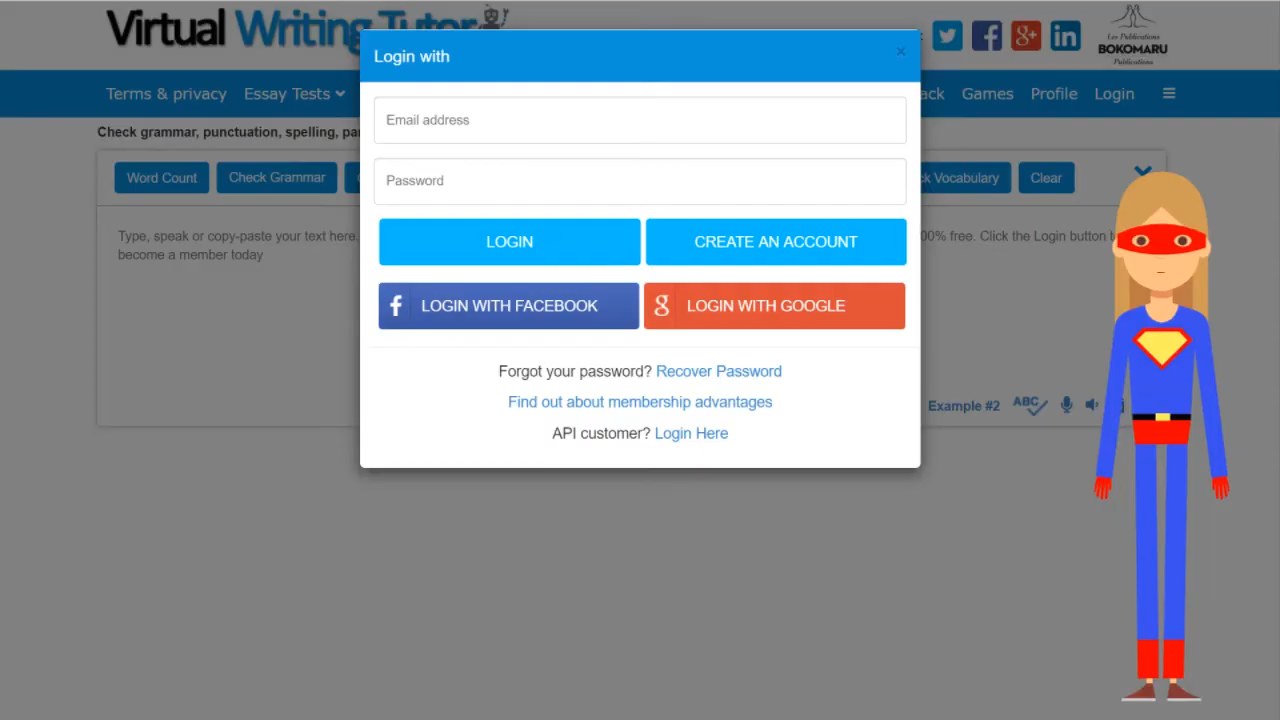 Virtual Writing Tutor
Les Publications
BOKOMARU
Publications
Login with
×
Terms & privacy Essay Tests Games Profile Login
Check grammar, punctuation, spelling,
Email address
Word Count Check Grammar Vocabulary Clear
Password
Type, speak or copy-paste your text here. 100% free. Click the Login button
become a member today
LOGIN CREATE AN ACCOUNT
f LOGIN WITH FACEBOOK g LOGIN WITH GOOGLE
Forgot your password? Recover Password
Find out about membership advantages
Example #2 ABC
API customer? Login Here